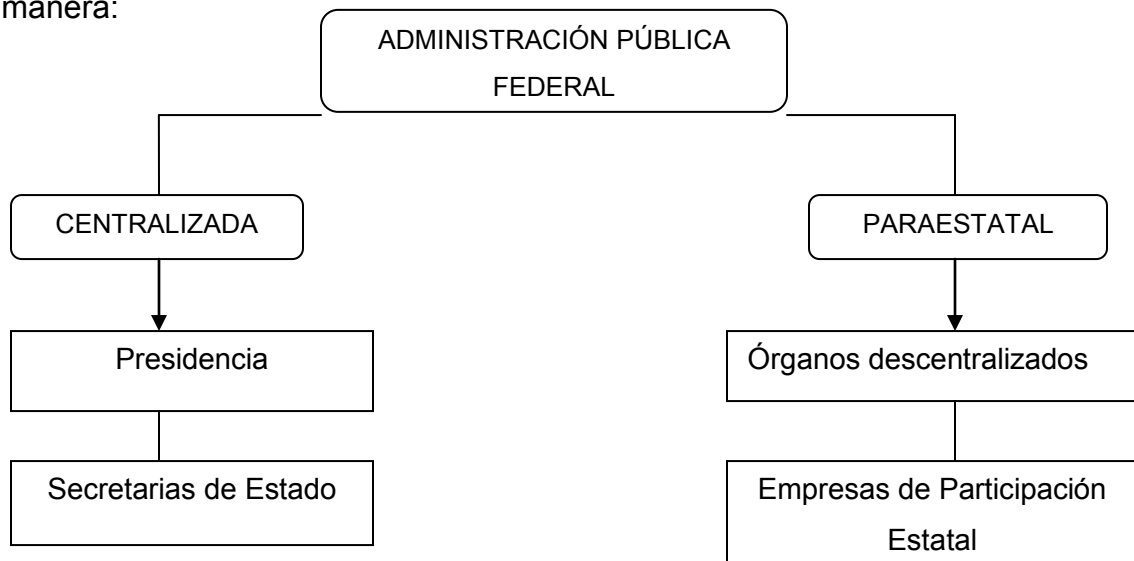 manera:
ADMINISTRACIÓN PÚBLICA
FEDERAL
CENTRALIZADA
PARAESTATAL
Presidencia
Órganos descentralizados
Secretarias de Estado
Empresas de Participación
Estatal